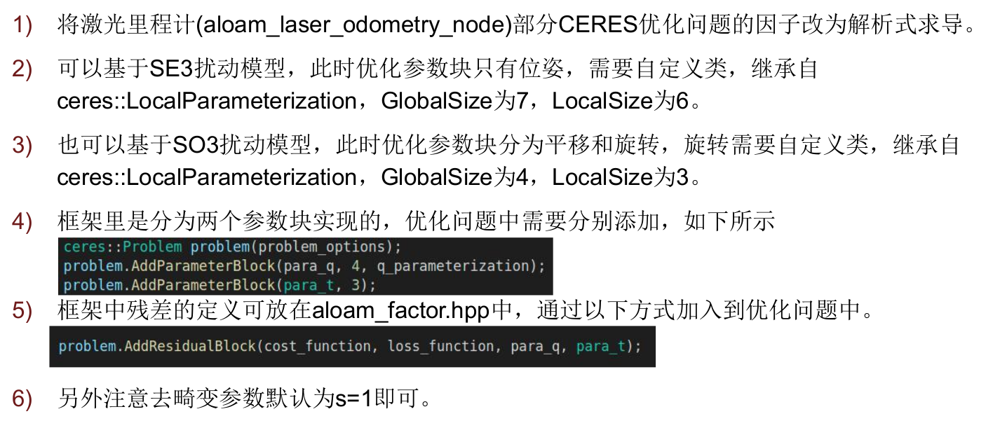 1) 将激光里程计(aloam_laser_odometry_node)部分CERES优化问题的因子改为解析式求导。
2) 可以基于SE3扰动模型，此时优化参数块只有位姿，需要自定义类，继承自
ceres::LocalParameterization，GlobalSize为7，LocalSize为6。
3) 也可以基于SO3扰动模型，此时优化参数块分为平移和旋转，旋转需要自定义类，继承自
ceres::LocalParameterization，GlobalSize为4，LocalSize为3。
4) 框架里是分为两个参数块实现的，优化问题中需要分别添加，如下所示
ceres::Problem problem(problem_options);
problem.AddParameterBlock(para_q, 4, q_parameterization);
problem.AddParameterBlock(para_t, 3);
5) 框架中残差的定义可放在aloam_factor.hpp中，通过以下方式加入到优化问题中。
problem.AddResidualBlock(cost_function, loss_function, para_q, para_t);
6) 另外注意去畸变参数默认为s=1即可。